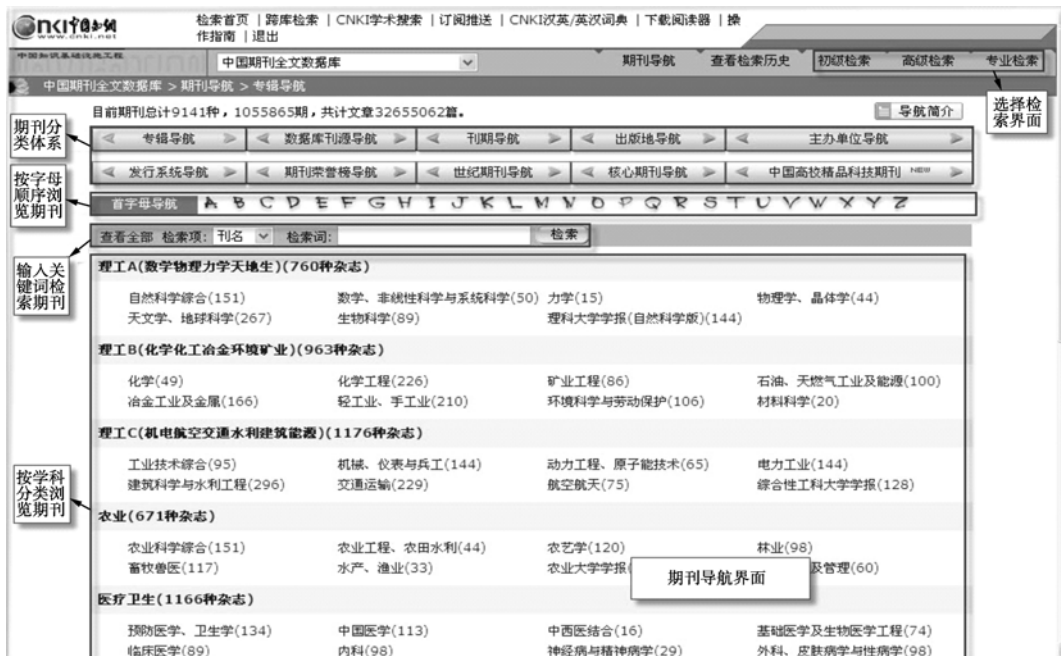 cnki中国知网
www.cnki.net
检索首页 | 跨库检索 | CNKI学术搜索 | 订阅推送 | CNKI汉英/英汉词典 | 下载阅读器 | 操
作指南 | 退出
中国知识基础设施工程
中国期刊全文数据库
期刊导航 查看检索历史 初级检索 高级检索 专业检索
中国期刊全文数据库 > 期刊导航 > 专辑导航
选择检
索界面
目前期刊总计9141种，1055865期，共计文章32655062篇。
导航简介
期刊分
类体系
专辑导航 数据库刊源导航 刊期导航 出版地导航 主办单位导航
发行系统导航 期刊荣誉榜导航 世纪期刊导航 核心期刊导航 中国高校精品科技期刊 NEW
按字母
顺序浏
览期刊
首字母导航 A B C D E F G H I J K L M N O P Q R S T U V W X Y Z
查看全部 检索项: 刊名 检索词: 检索
输入关
键词检
索期刊
理工A(数学物理力学天地生)(760种杂志)
自然科学综合(151) 数学、非线性科学与系统科学(50) 力学(15) 物理学、晶体学(44)
天文学、地球科学(267) 生物科学(89) 理科大学学报(自然科学版)(144)
理工B(化学化工冶金环境矿业)(963种杂志)
化学(49) 化学工程(226) 矿业工程(86) 石油、天然气工业及能源(100)
冶金工业及金属(166) 轻工业、手工业(210) 环境科学与劳动保护(106) 材料科学(20)
理工C(机电航空交通水利建筑能源)(1176种杂志)
工业技术综合(95) 机械、仪表与兵工(144) 动力工程、原子能技术(65) 电力工业(144)
建筑科学与水利工程(296) 交通运输(229) 航空航天(75) 综合性工科大学学报(128)
按学科
分类浏
览期刊
农业(671种杂志)
农业科学综合(151) 农业工程、农田水利(44) 农艺学(120) 林业(98)
畜牧兽医(117) 水产、渔业(33) 农业大学学报( 及管理(60)
期刊导航界面
医疗卫生(1166种杂志)
预防医学、卫生学(134) 中国医学(113) 中西医结合(16) 基础医学及生物医学工程(74)
临床医学(89) 内科(98) 神经病与精神病学(29) 外科、皮肤病学与性病学(98)